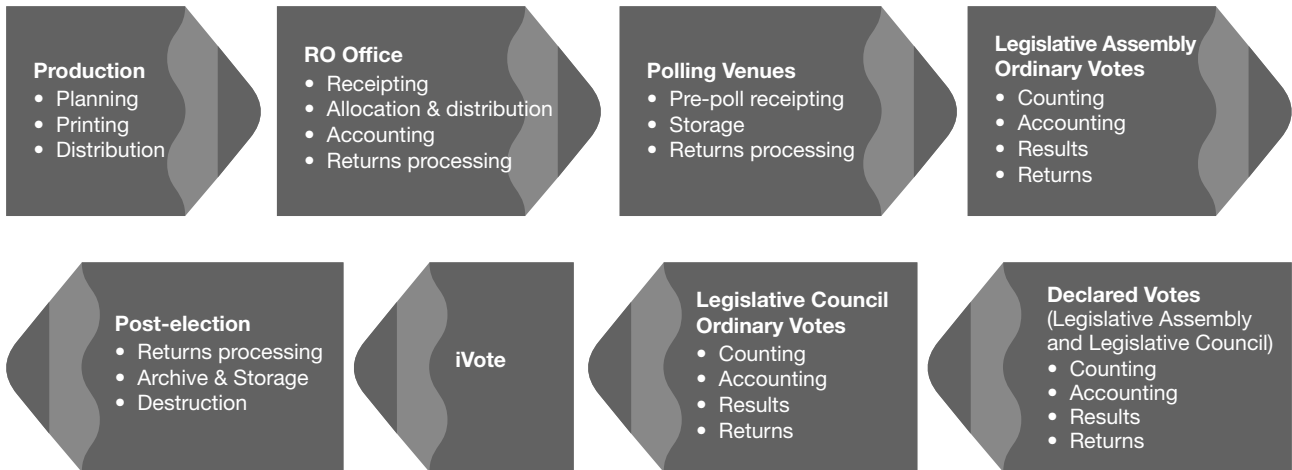 Production
• Planning
• Printing
• Distribution
RO Office
• Receipting
• Allocation & distribution
• Accounting
• Returns processing
Polling Venues
• Pre-poll receipting
• Storage
• Returns processing
Legislative Assembly
Ordinary Votes
• Counting
• Accounting
• Results
• Returns
Declared Votes
(Legislative Assembly
and Legislative Council)
• Counting
• Accounting
• Results
• Returns
Legislative Council
Ordinary Votes
• Counting
• Accounting
• Results
• Returns
iVote
Post-election
• Returns processing
• Archive & Storage
• Destruction